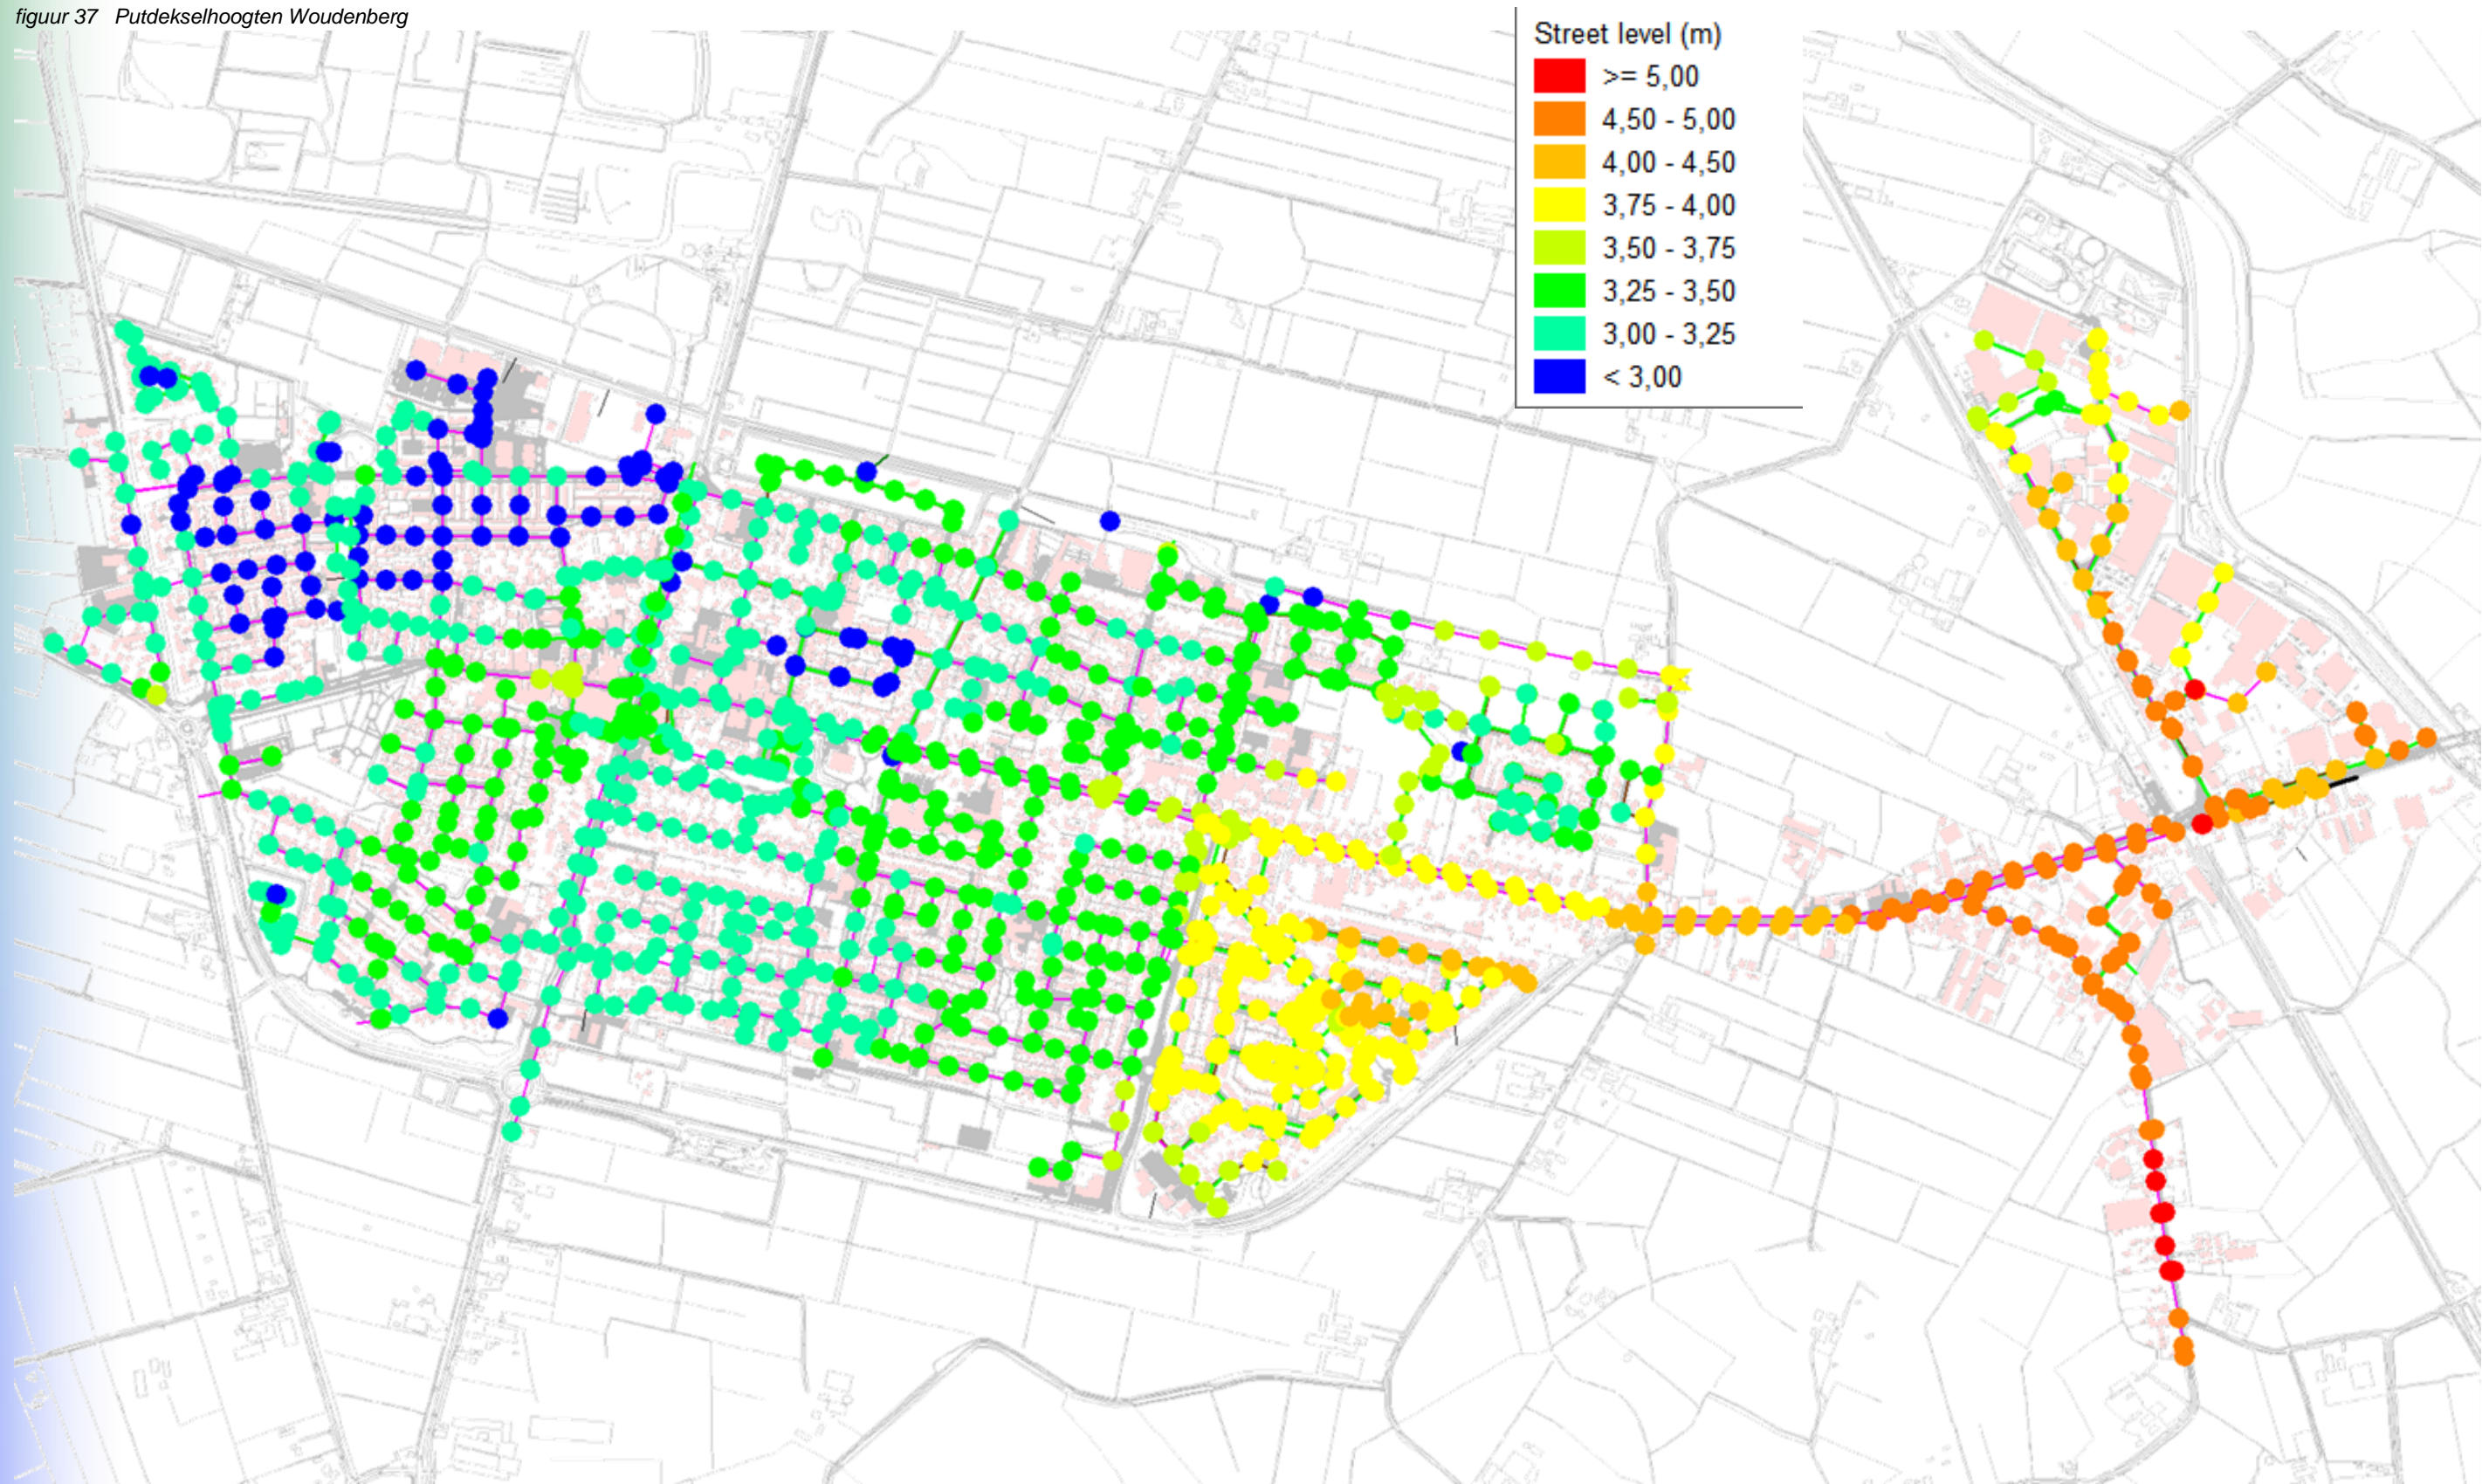 figuur 37 Putdekselhoogten Woudenberg
Street level (m)
>= 5,00
4,50 - 5,00
4,00 - 4,50
3,75 - 4,00
3,50 - 3,75
3,25 - 3,50
3,00 - 3,25
< 3,00